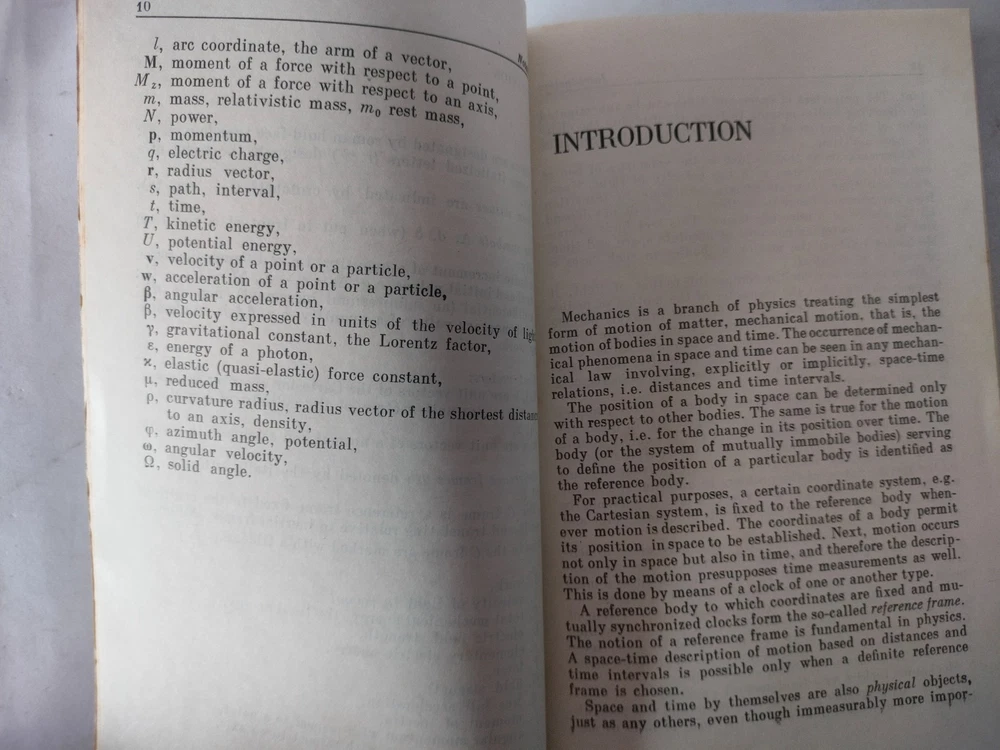 10
l, arc coordinate, the arm of a vector,
M, moment of a force with respect to a point,
M_z, moment of a force with respect to an axis,
m, mass, relativistic mass, m_0 rest mass,
N, power,
p, momentum,
q, electric charge,
r, radius vector,
s, path, interval,
t, time,
T, kinetic energy,
U, potential energy,
v, velocity of a point or a particle,
w, acceleration of a point or a particle,
β, angular acceleration,
β, velocity expressed in units of the velocity of
γ, gravitational constant, the Lorentz factor,
ε, energy of a photon,
ϰ, elastic (quasi-elastic) force constant,
μ, reduced mass,
ρ, curvature radius, radius vector of the shortest
to an axis, density,
φ, azimuth angle, potential,
ω, angular velocity,
Ω, solid angle.
INTRODUCTION
Mechanics is a branch of physics treating the simplest
form of motion of matter, mechanical motion, that is, the
motion of bodies in space and time. The occurrence of mechan-
ical phenomena in space and time can be seen in any mechan-
ical law involving, explicitly or implicitly, space-time
relations, i.e. distances and time intervals.
The position of a body in space can be determined only
with respect to other bodies. The same is true for the motion
of a body, i.e. for the change in its position over time. The
body (or the system of mutually immobile bodies) serving
to define the position of a particular body is identified as
the reference body.
For practical purposes, a certain coordinate system, e.g.
the Cartesian system, is fixed to the reference body when-
ever motion is described. The coordinates of a body permit
its position in space to be established. Next, motion occurs
not only in space but also in time, and therefore the descrip-
tion of the motion presupposes time measurements as well.
This is done by means of a clock of one or another type.
A reference body to which coordinates are fixed and mu-
tually synchronized clocks form the so-called reference frame.
The notion of a reference frame is fundamental in physics.
A space-time description of motion based on distances and
time intervals is possible only when a definite reference
frame is chosen.
Space and time by themselves are also physical objects,
just as any others, even though immeasurably more impor-